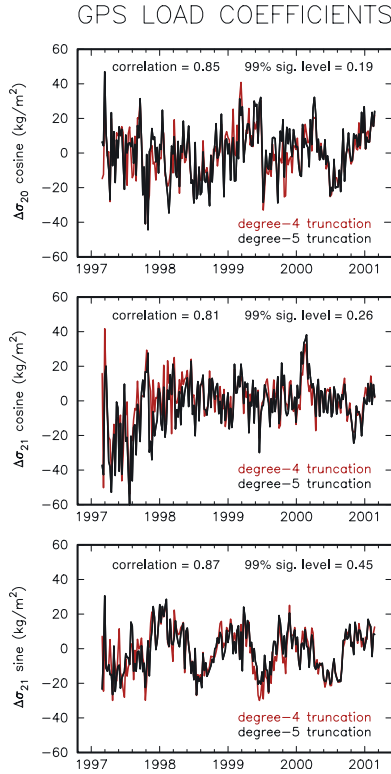 GPS LOAD COEFFICIENTS
60
40
20
0
−20
−40
−60
Δσ20 cosine (kg/m²)
correlation = 0.85 99% sig. level = 0.19
degree–4 truncation
degree–5 truncation
1997 1998 1999 2000 2001
60
40
20
0
−20
−40
−60
Δσ21 cosine (kg/m²)
correlation = 0.81 99% sig. level = 0.26
degree–4 truncation
degree–5 truncation
1997 1998 1999 2000 2001
60
40
20
0
−20
−40
−60
Δσ21 sine (kg/m²)
correlation = 0.87 99% sig. level = 0.45
degree–4 truncation
degree–5 truncation
1997 1998 1999 2000 2001